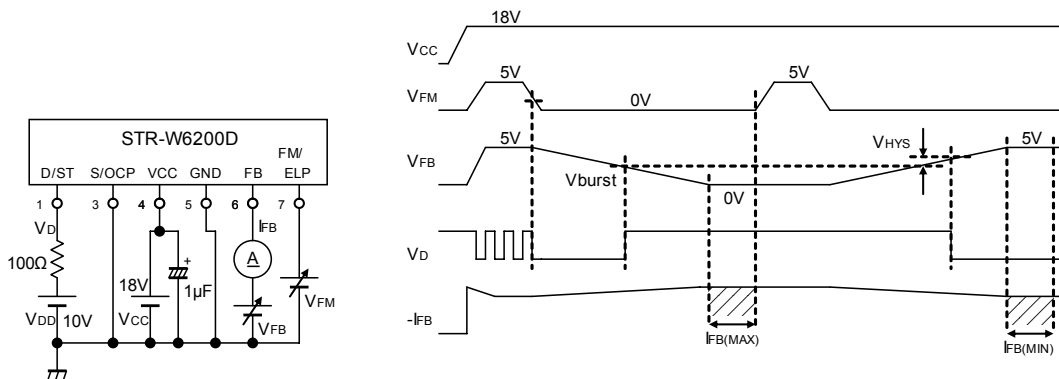 STR-W6200D
FM/
D/ST S/OCP VCC GND FB ELP
1 3 4 5 6 7
VD
IFB
100Ω
A
+
18V
1μF
VFM
VDD 10V
VCC
VFB
18V
VCC
5V 5V
VFM 0V
5V 5V
VHYS
VFB
Vburst
0V
VD
-IFB
IFB(MAX) IFB(MIN)